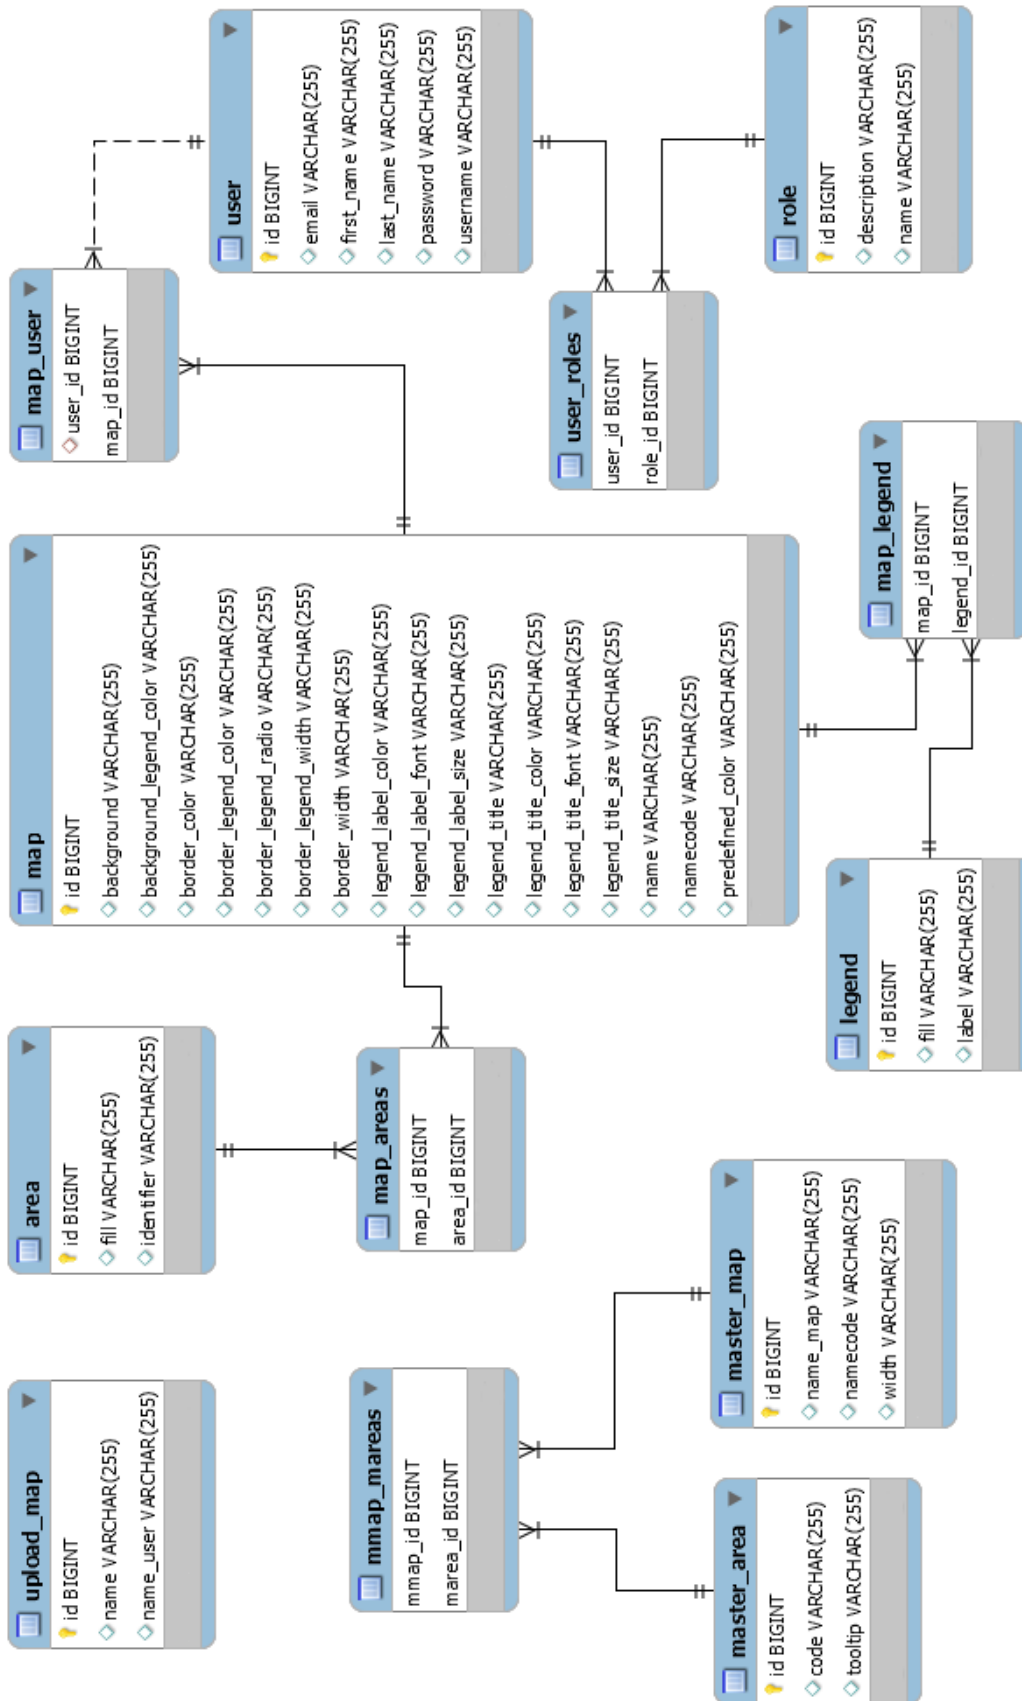 upload_map
id BIGINT
name VARCHAR(255)
name_user VARCHAR(255)
area
id BIGINT
fill VARCHAR(255)
identifier VARCHAR(255)
map
id BIGINT
background VARCHAR(255)
background_legend_color VARCHAR(255)
border_color VARCHAR(255)
border_legend_color VARCHAR(255)
border_legend_radio VARCHAR(255)
border_legend_width VARCHAR(255)
border_width VARCHAR(255)
legend_label_color VARCHAR(255)
legend_label_font VARCHAR(255)
legend_label_size VARCHAR(255)
legend_title VARCHAR(255)
legend_title_color VARCHAR(255)
legend_title_font VARCHAR(255)
legend_title_size VARCHAR(255)
name VARCHAR(255)
namecode VARCHAR(255)
predefined_color VARCHAR(255)
map_user
user_id BIGINT
map_id BIGINT
user
id BIGINT
email VARCHAR(255)
first_name VARCHAR(255)
last_name VARCHAR(255)
password VARCHAR(255)
username VARCHAR(255)
mmap_mareas
mmap_id BIGINT
marea_id BIGINT
map_areas
map_id BIGINT
area_id BIGINT
user_roles
user_id BIGINT
role_id BIGINT
master_area
id BIGINT
code VARCHAR(255)
tooltip VARCHAR(255)
master_map
id BIGINT
name_map VARCHAR(255)
namecode VARCHAR(255)
width VARCHAR(255)
legend
id BIGINT
fill VARCHAR(255)
label VARCHAR(255)
map_legend
map_id BIGINT
legend_id BIGINT
role
id BIGINT
description VARCHAR(255)
name VARCHAR(255)